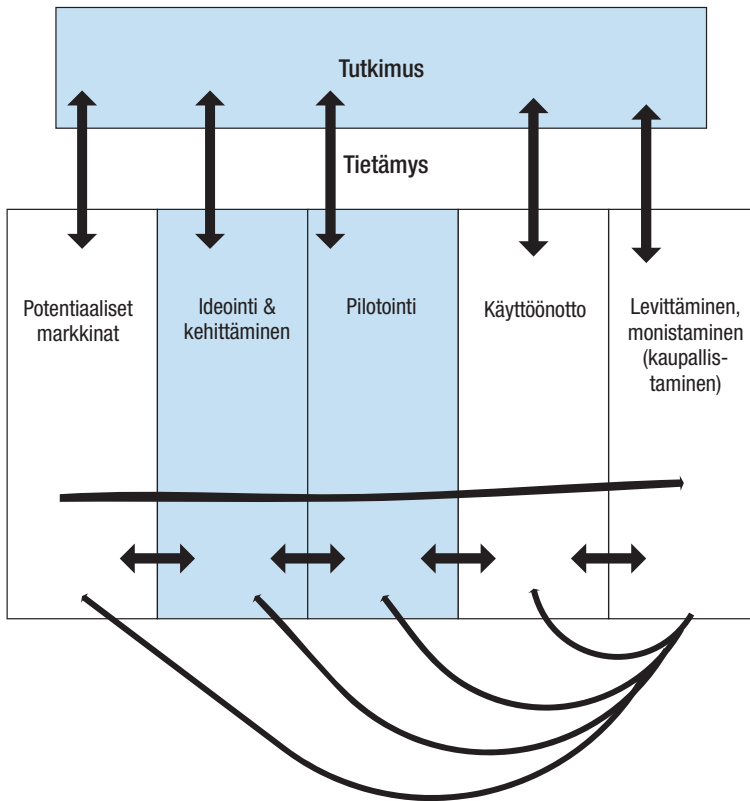 Tutkimus
Tietämys
Potentiaaliset
markkinat
Ideointi &
kehittäminen
Pilotointi
Käyttöönotto
Levittäminen,
monistaminen
(kaupallis-
taminen)